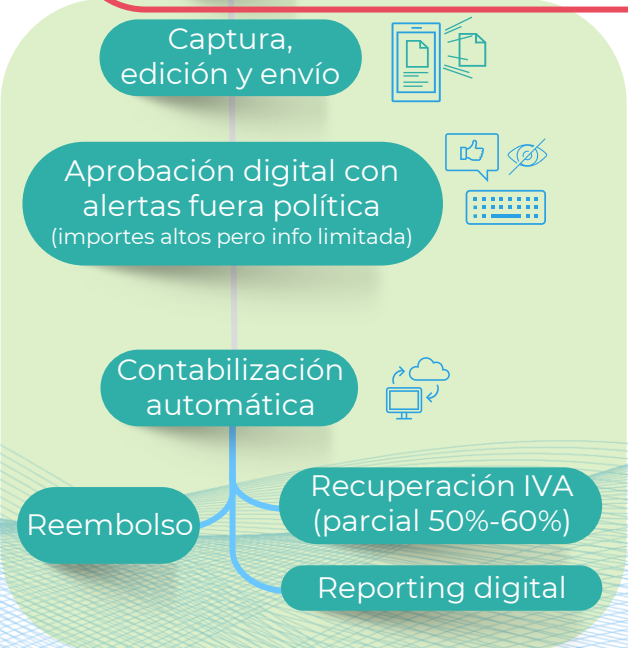 Captura,
edición y envío
Aprobación digital con
alertas fuera política
(importes altos pero info limitada)
Contabilización
automática
Recuperación IVA
(parcial 50%-60%)
Reembolso
Reporting digital